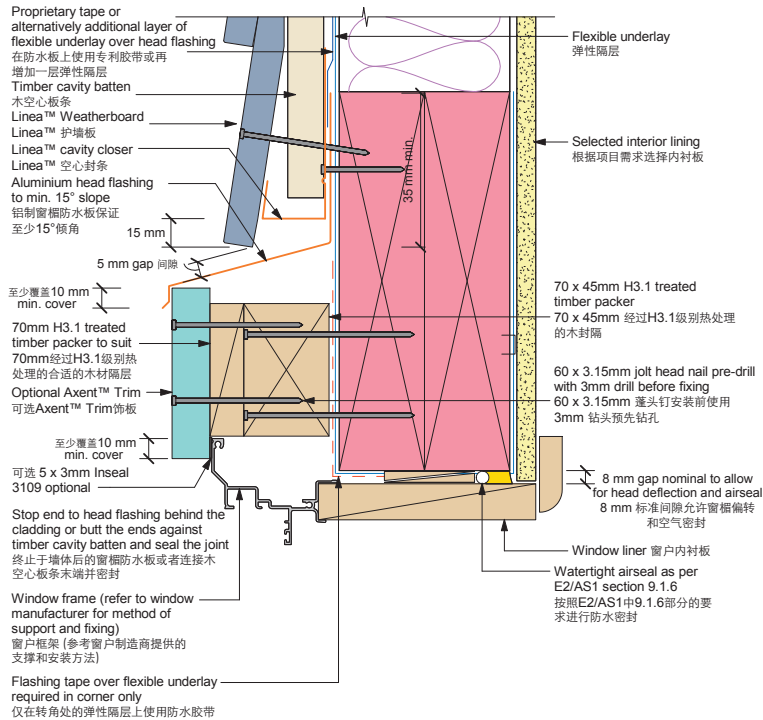 Proprietary tape or
alternatively additional layer of
flexible underlay over head flashing
在防水板上使用专利胶带或再
增加一层弹性隔层
Timber cavity batten
木空心板条
Linea™ Weatherboard
Linea™ 护墙板
Linea™ cavity closer
Linea™ 空心封条
Aluminium head flashing
to min. 15° slope
铝制窗楣防水板保证
至少15°倾角
15 mm
5 mm gap 间隙
至少覆盖10 mm
min. cover
70mm H3.1 treated
timber packer to suit
70mm经过H3.1级别热
处理的合适的木材隔层
Optional Axent™ Trim
可选Axent™ Trim饰板
至少覆盖10 mm
min. cover
可选 5 x 3mm Inseal
3109 optional
Stop end to head flashing behind the
cladding or butt the ends against
timber cavity batten and seal the joint
终止于墙体后的窗楣防水板或者连接木
空心板条末端并密封
Window frame (refer to window
manufacturer for method of
support and fixing)
窗户框架 (参考窗户制造商提供的
支撑和安装方法)
Flashing tape over flexible underlay
required in corner only
仅在转角处的弹性隔层上使用防水胶带
35 mm min.
Flexible underlay
弹性隔层
Selected interior lining
根据项目需求选择内衬板
70 x 45mm H3.1 treated
timber packer
70 x 45mm 经过H3.1级别热处理
的木封隔
60 x 3.15mm jolt head nail pre-drill
with 3mm drill before fixing
60 x 3.15mm 蓬头钉安装前使用
3mm 钻头预先钻孔
8 mm gap nominal to allow
for head deflection and airseal
8 mm 标准间隙允许窗楣偏转
和空气密封
Window liner 窗户内衬板
Watertight airseal as per
E2/AS1 section 9.1.6
按照E2/AS1中9.1.6部分的要
求进行防水密封